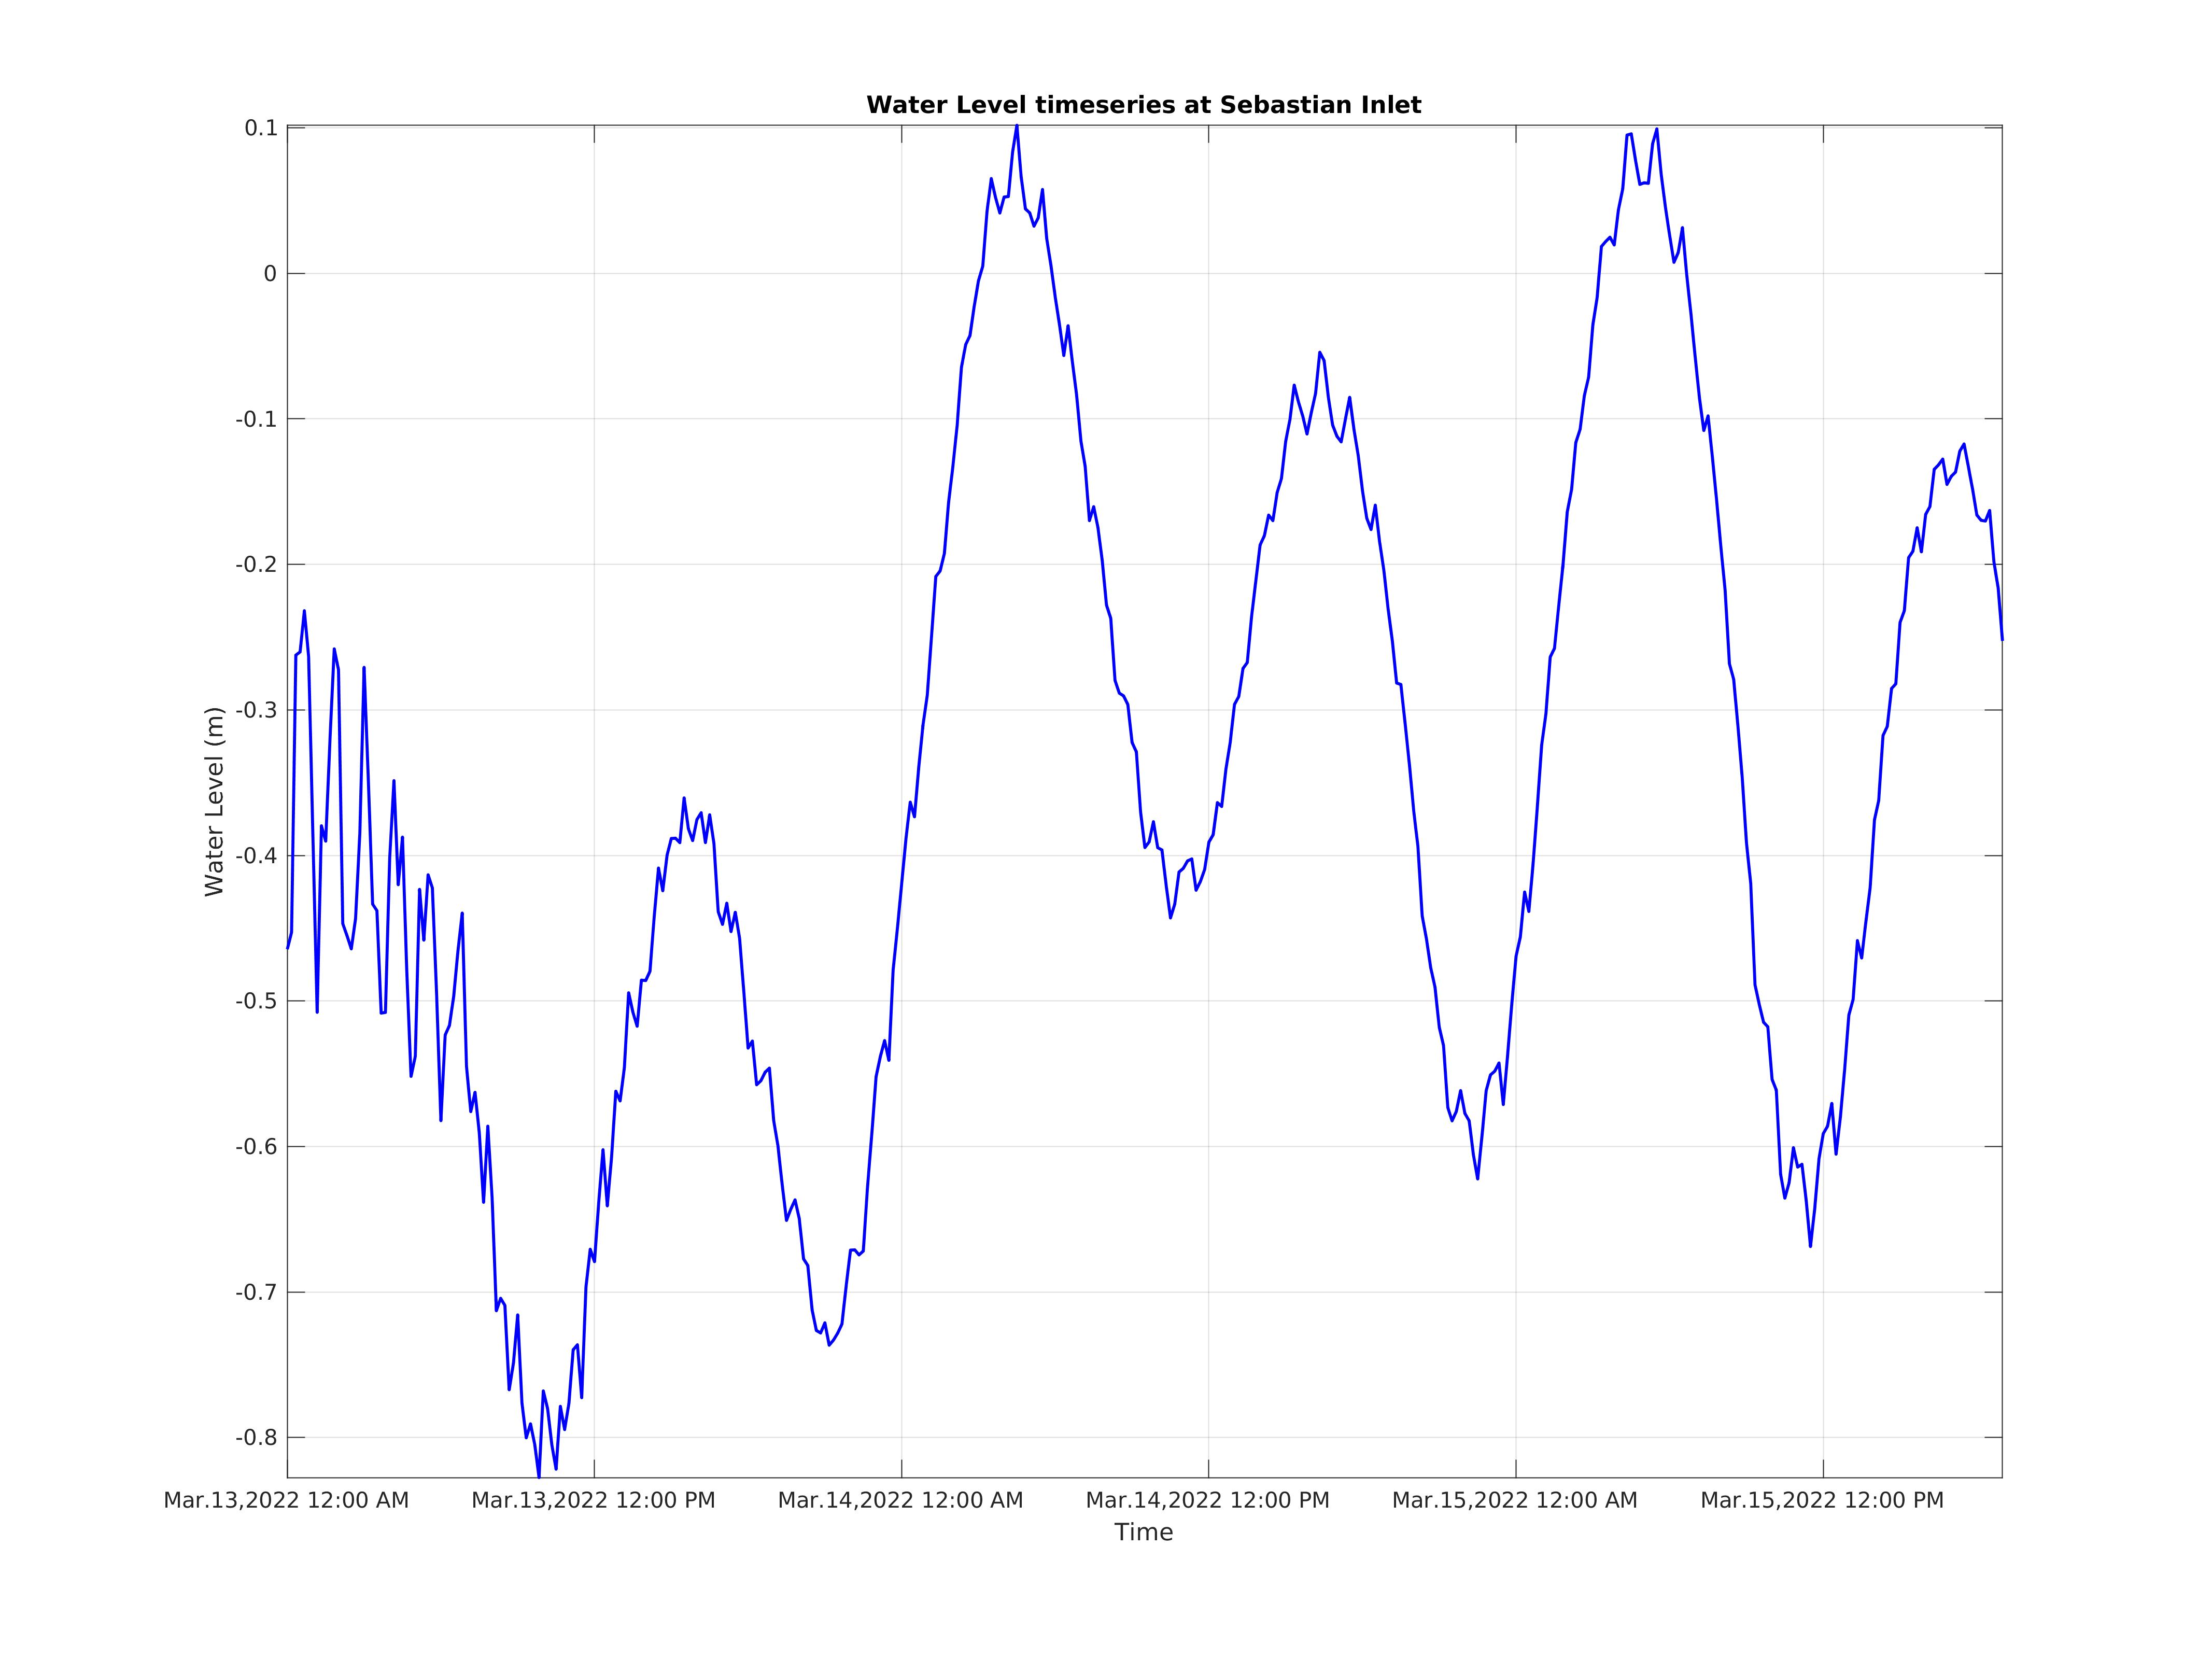 Water Level timeseries at Sebastian Inlet
0.1
0
-0.1
-0.2
-0.3
-0.4
-0.5
-0.6
-0.7
-0.8
Water Level (m)
Mar.13,2022 12:00 AM Mar.13,2022 12:00 PM Mar.14,2022 12:00 AM Mar.14,2022 12:00 PM Mar.15,2022 12:00 AM Mar.15,2022 12:00 PM
Time